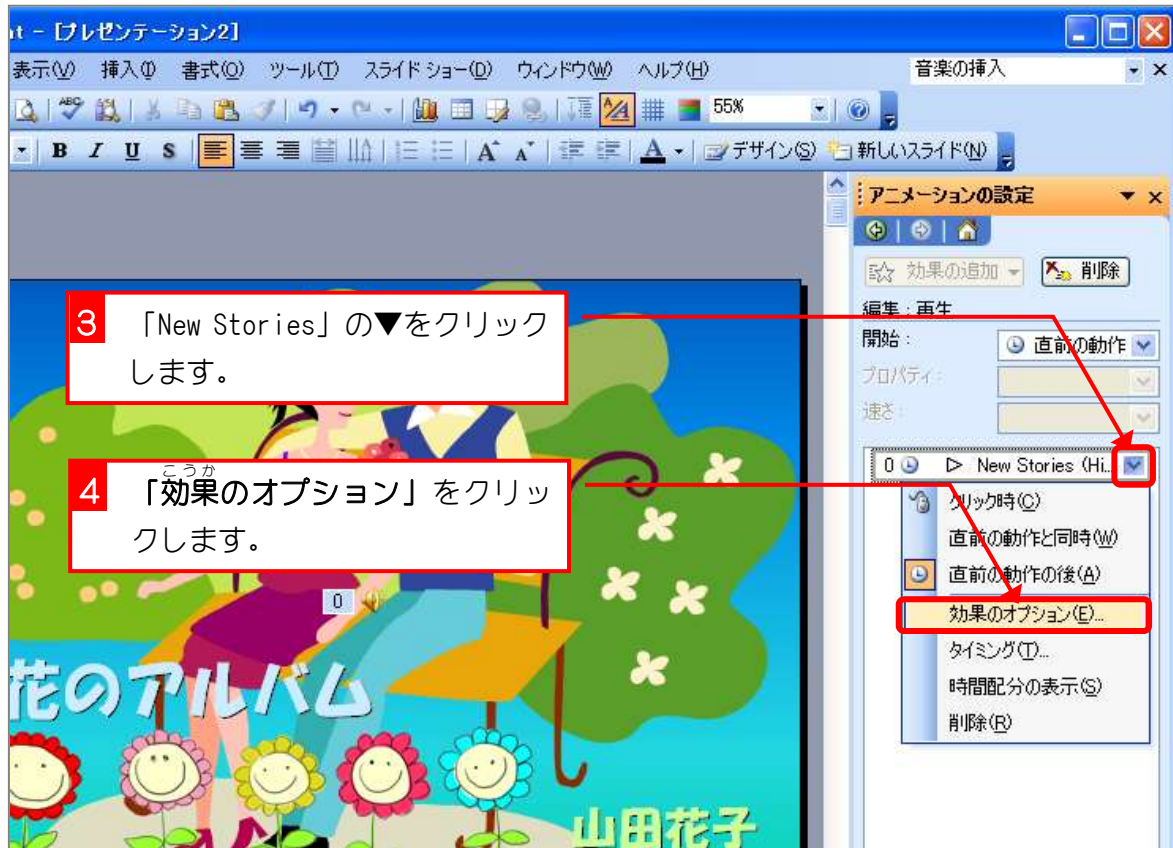 nt - [プレゼンテーション2]
表示(V) 挿入(I) 書式(O) ツール(T) スライド ショー(D) ウィンドウ(W) ヘルプ(H) 音楽の挿入
ABC 55%
B I U S A A A デザイン(S) 新しいスライド(N)
アニメーションの設定
効果の追加 削除
編集 : 再生
開始 : 直前の動作
プロパティ :
速さ :
0 New Stories (Hi...
クリック時(C)
直前の動作と同時(W)
直前の動作の後(A)
効果のオプション(E)...
タイミング(T)...
時間配分の表示(S)
削除(R)
3 「New Stories」の▼をクリック
します。
こうか
4 「効果のオプション」をクリッ
クします。
0
花のアルバム
山田花子